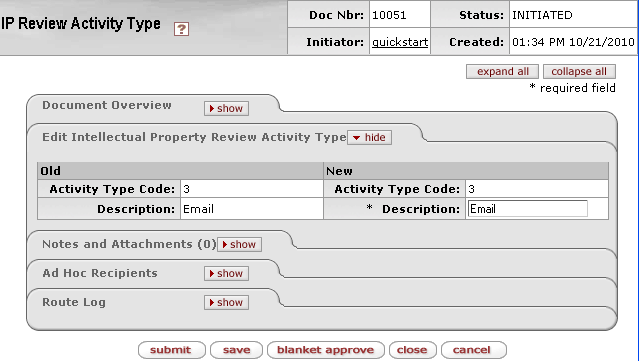 IP Review Activity Type ?
Doc Nbr: 10051 Status: INITIATED
Initiator: quickstart Created: 01:34 PM 10/21/2010
expand all collapse all
* required field
Document Overview show
Edit Intellectual Property Review Activity Type hide
Old New
Activity Type Code: 3 Activity Type Code: 3
Description: Email * Description: Email
Notes and Attachments (0) show
Ad Hoc Recipients show
Route Log show
submit save blanket approve close cancel